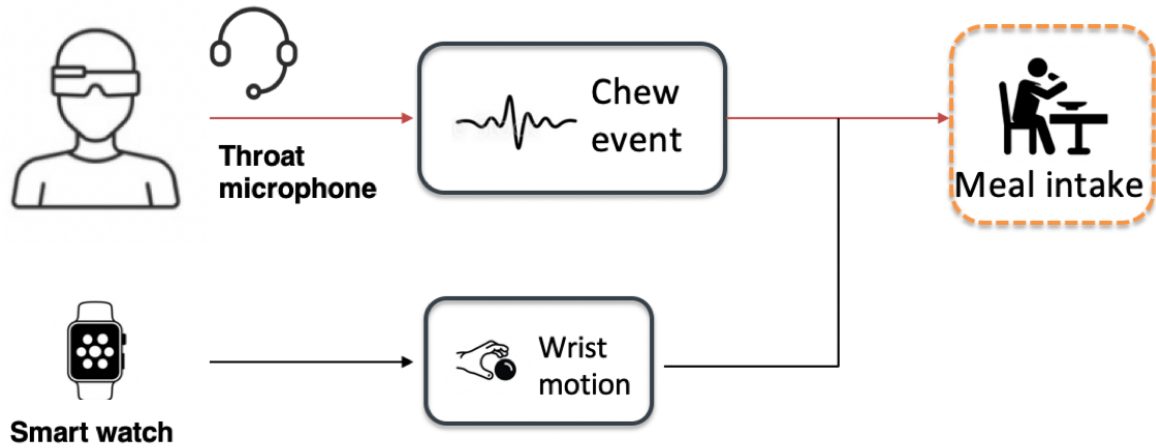 Throat
microphone
Chew
event
Meal intake
Smart watch
Wrist
motion